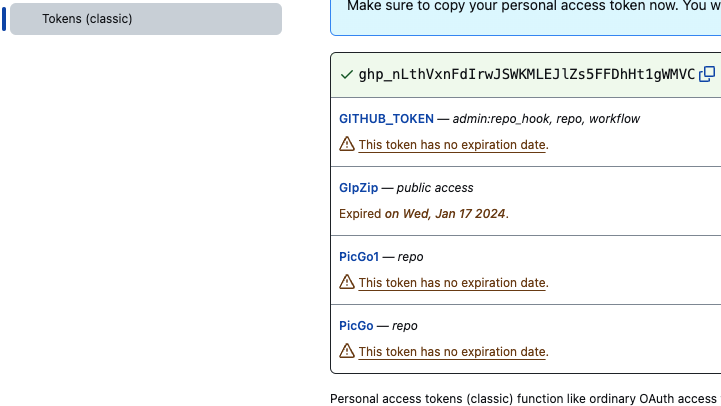 Tokens (classic)
Make sure to copy your personal access token now. You w
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
GITHUB_TOKEN — admin:repo_hook, repo, workflow
This token has no expiration date.
GlpZip — public access
Expired on Wed, Jan 17 2024.
PicGo1 — repo
This token has no expiration date.
PicGo — repo
This token has no expiration date.
Personal access tokens (classic) function like ordinary OAuth access